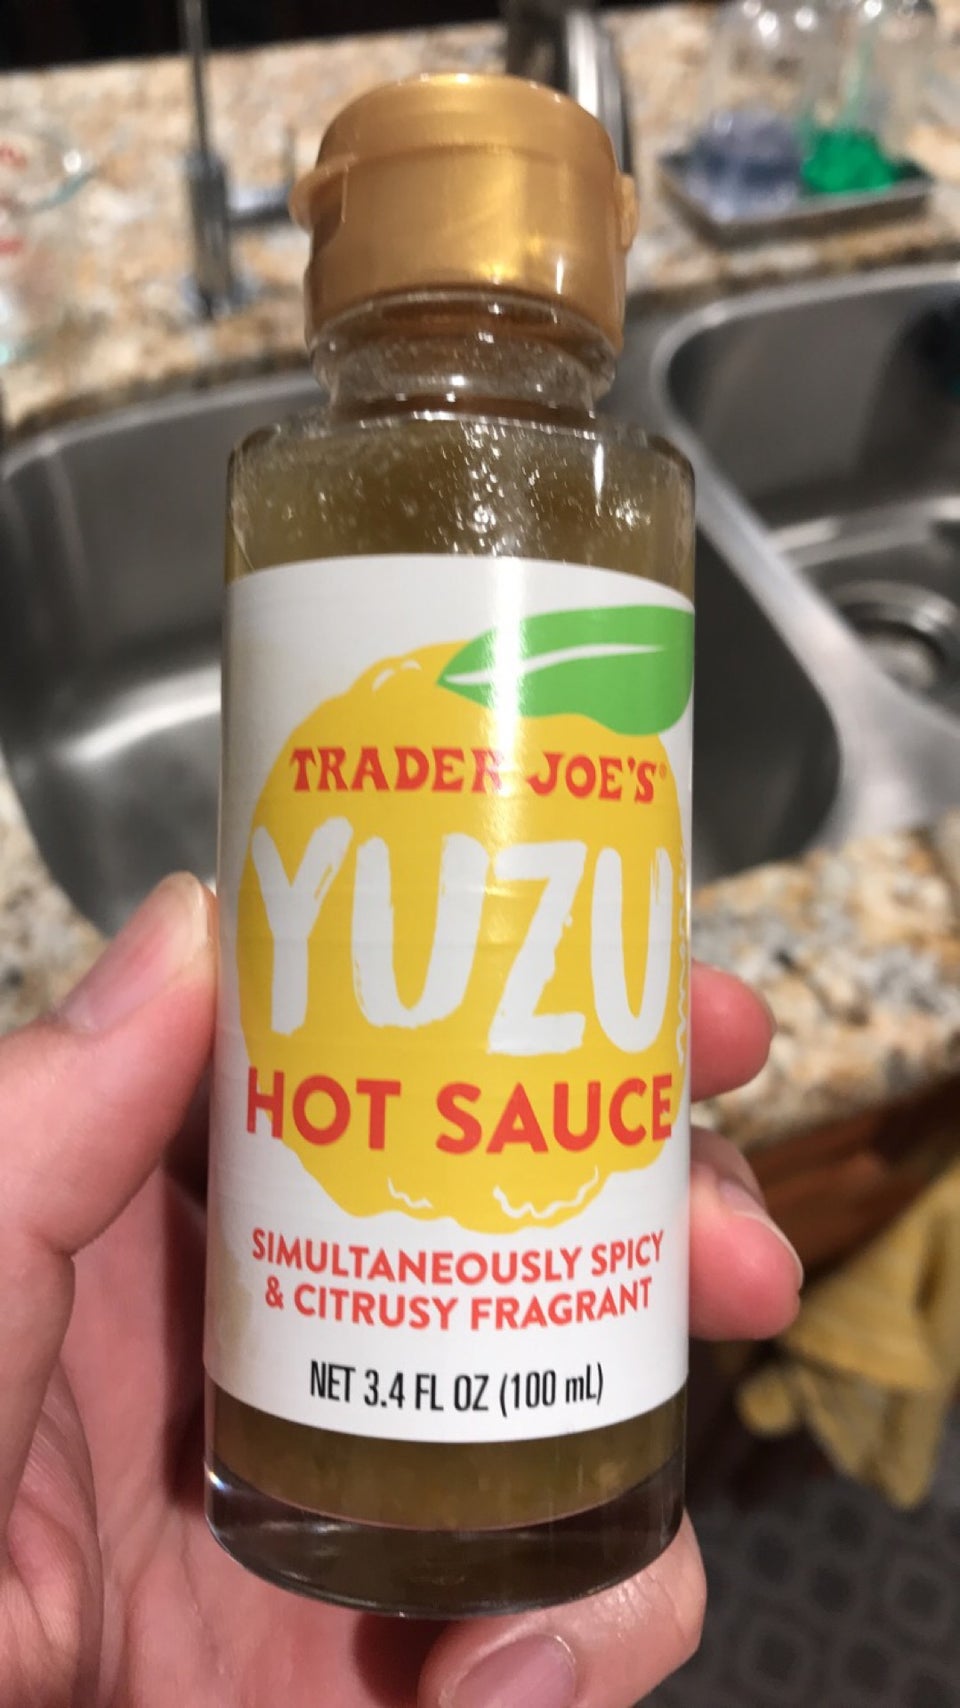 TRADER JOE'S®
YUZU
HOT SAUCE
SIMULTANEOUSLY SPICY
& CITRUSY FRAGRANT
NET 3.4 FL OZ (100 mL)